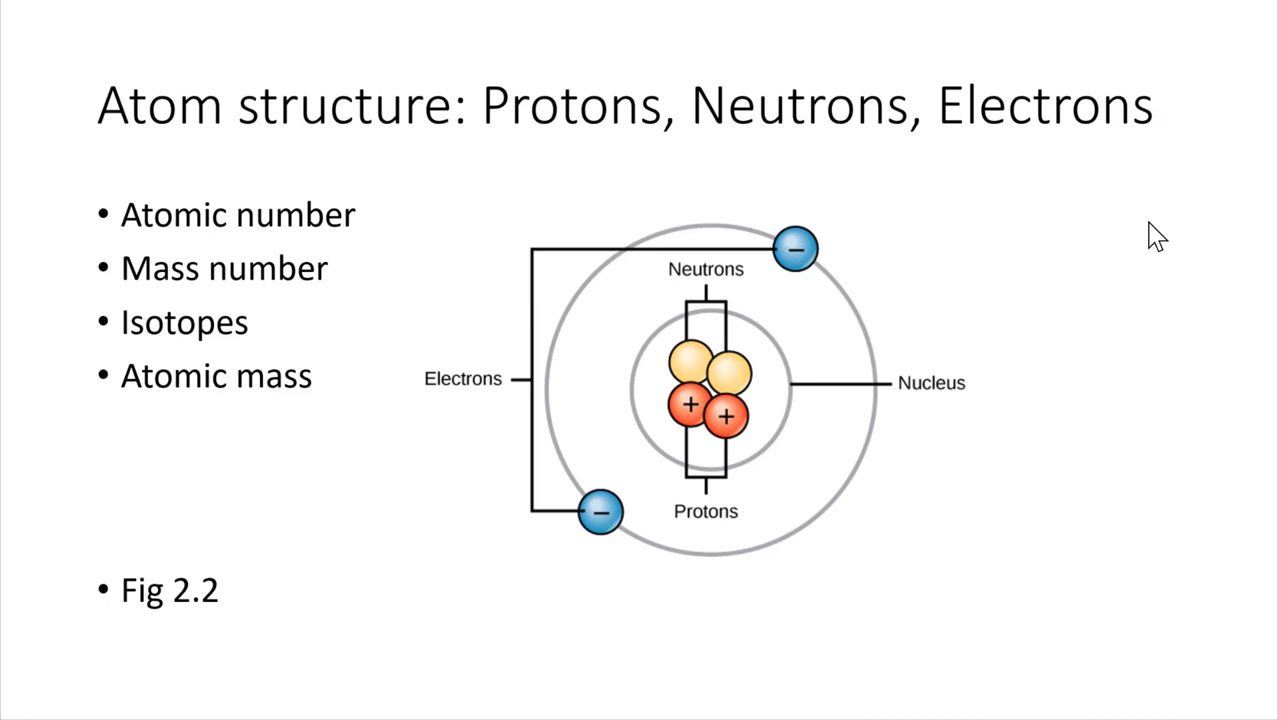 Atom structure: Protons, Neutrons, Electrons
• Atomic number
• Mass number
• Isotopes
• Atomic mass
• Fig 2.2
−
Neutrons
Electrons
+
+
Nucleus
−
Protons